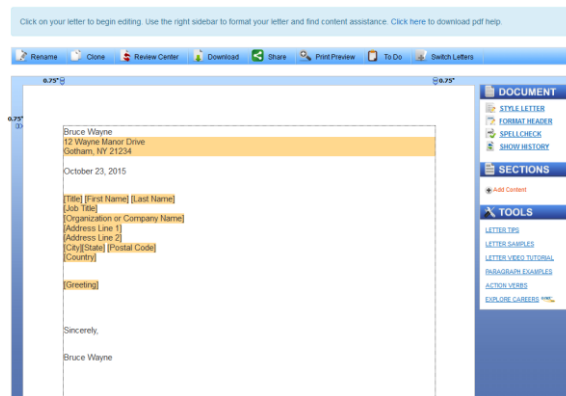 Click on your letter to begin editing. Use the right sidebar to format your letter and find content assistance. Click here to download pdf help.
Rename Clone Review Center Download Share Print Preview To Do Switch Letters
0.75" 0.75"
0.75"
Bruce Wayne
12 Wayne Manor Drive
Gotham, NY 21234
October 23, 2015
[Title] [First Name] [Last Name]
[Job Title]
[Organization or Company Name]
[Address Line 1]
[Address Line 2]
[City][State] [Postal Code]
[Country]
[Greeting]
Sincerely,
Bruce Wayne
DOCUMENT
STYLE LETTER
FORMAT HEADER
SPELLCHECK
SHOW HISTORY
SECTIONS
Add Content
TOOLS
LETTER TIPS
LETTER SAMPLES
LETTER VIDEO TUTORIAL
PARAGRAPH EXAMPLES
ACTION VERBS
EXPLORE CAREERS